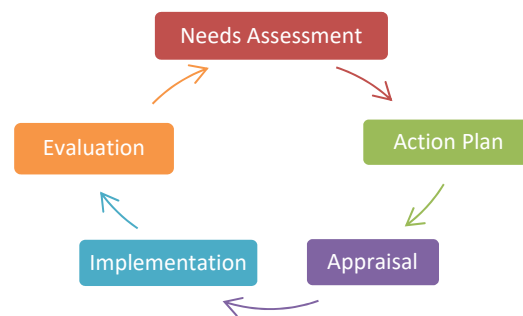 Needs Assessment
Action Plan
Appraisal
Implementation
Evaluation